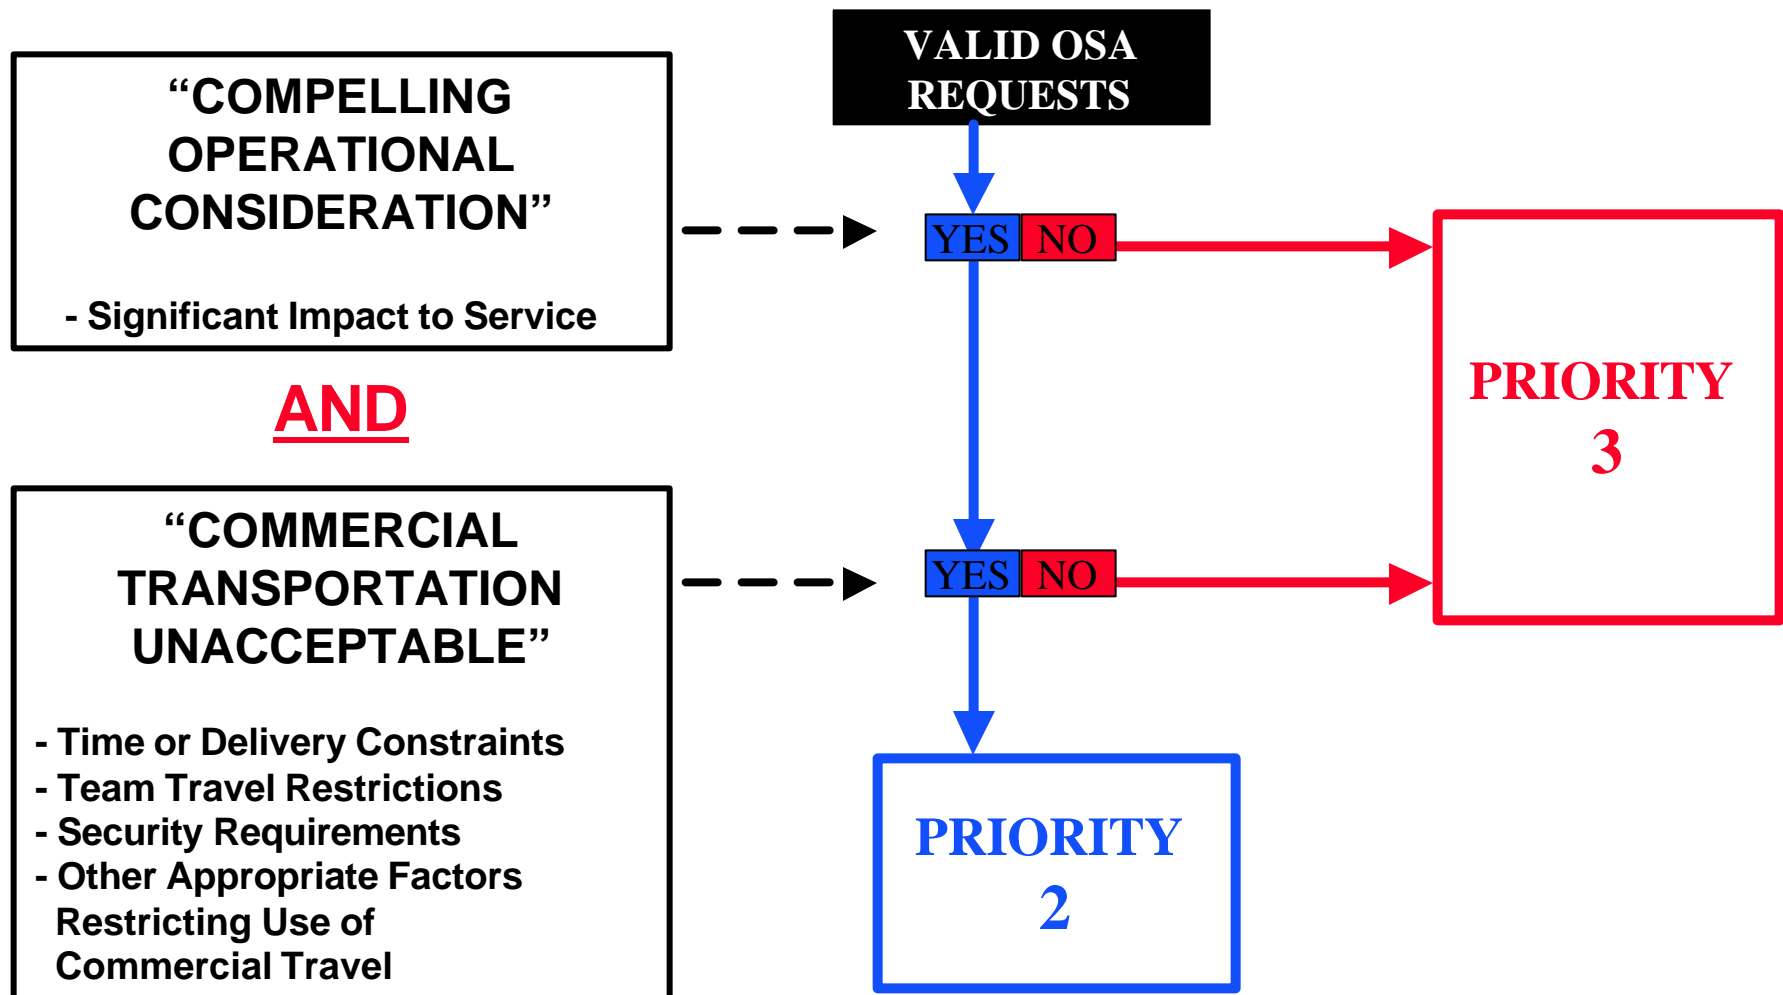 VALID OSA
REQUESTS
“COMPELLING
OPERATIONAL
CONSIDERATION”
- Significant Impact to Service
YES NO
AND
PRIORITY
3
“COMMERCIAL
TRANSPORTATION
UNACCEPTABLE”
- Time or Delivery Constraints
- Team Travel Restrictions
- Security Requirements
- Other Appropriate Factors
Restricting Use of
Commercial Travel
YES NO
PRIORITY
2